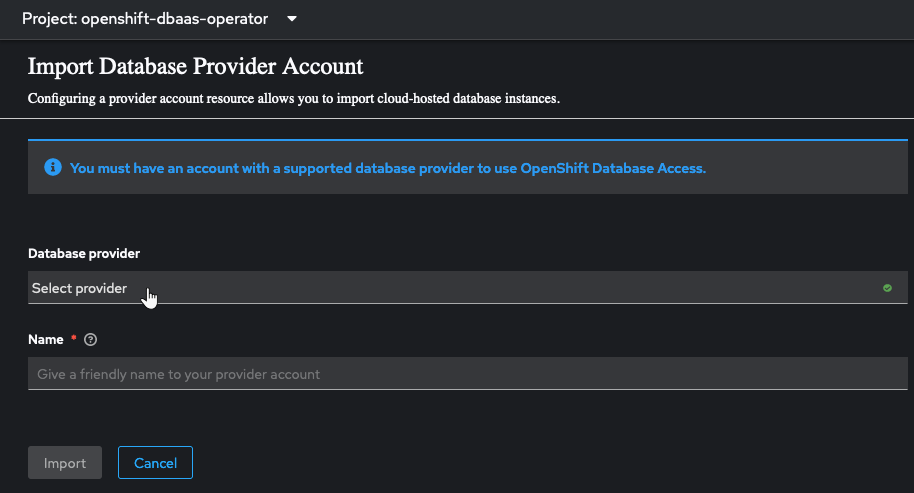 Project: openshift-dbaas-operator
Import Database Provider Account
Configuring a provider account resource allows you to import cloud-hosted database instances.
You must have an account with a supported database provider to use OpenShift Database Access.
Database provider
Select provider
Name *
Give a friendly name to your provider account
Import Cancel